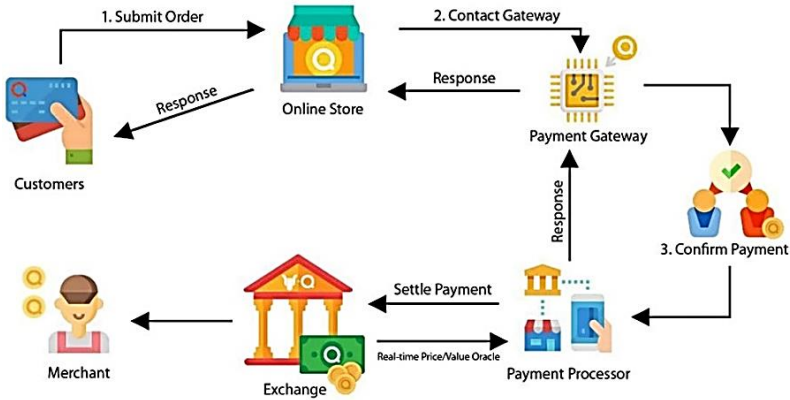 1. Submit Order
2. Contact Gateway
Response
Response
Online Store
Payment Gateway
Customers
Response
3. Confirm Payment
Settle Payment
Real-time Price/Value Oracle
Merchant
Exchange
Payment Processor